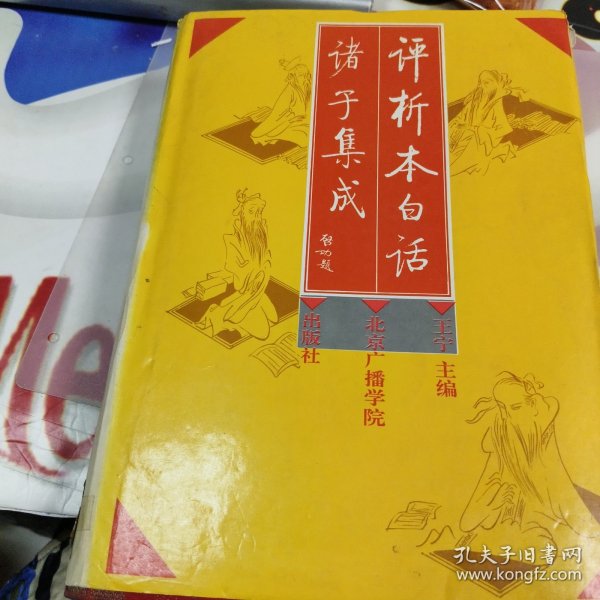 评析本白话
诸子集成
启功题
王宁 主编
北京广播学院
出版社
孔夫子旧书网
www.kongfz.com